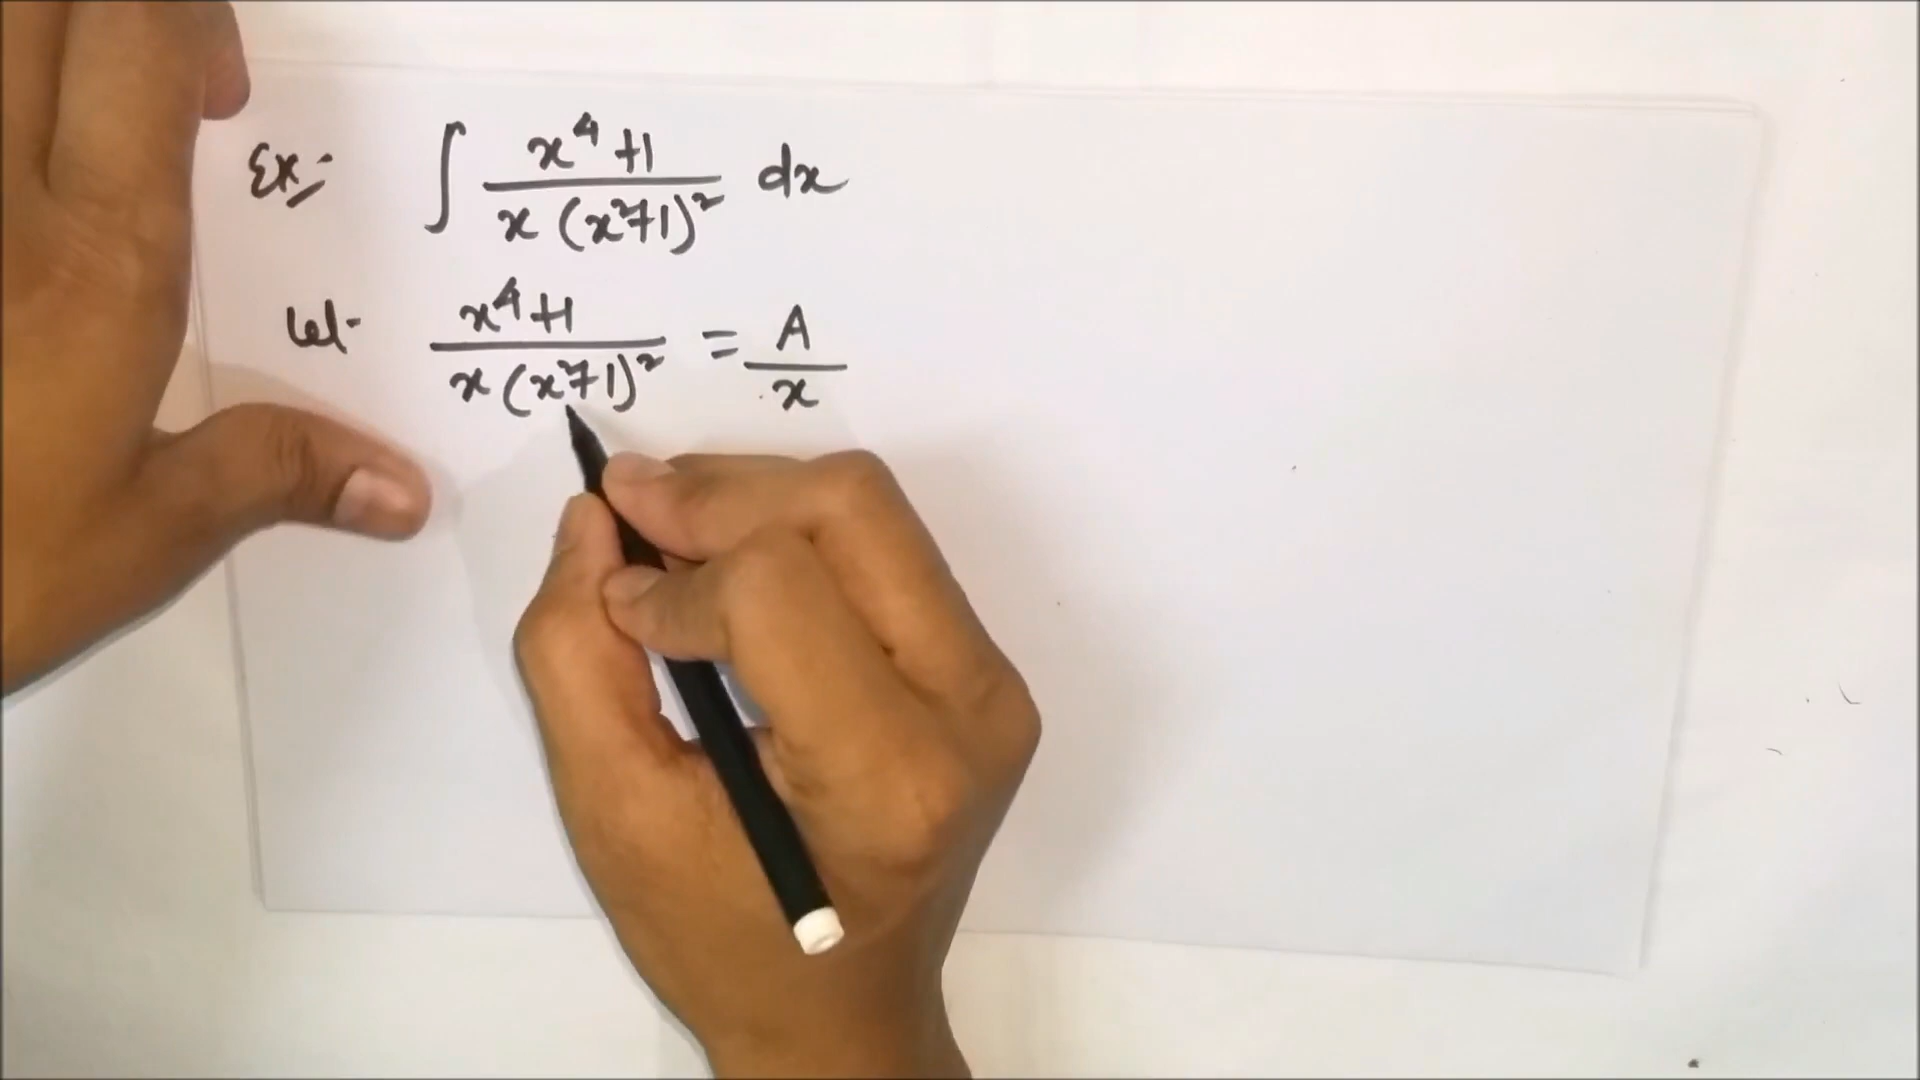 Ex:- ∫ x⁴+1 / x(x²+1)² dx
let- x⁴+1 / x(x²+1)² = A / x